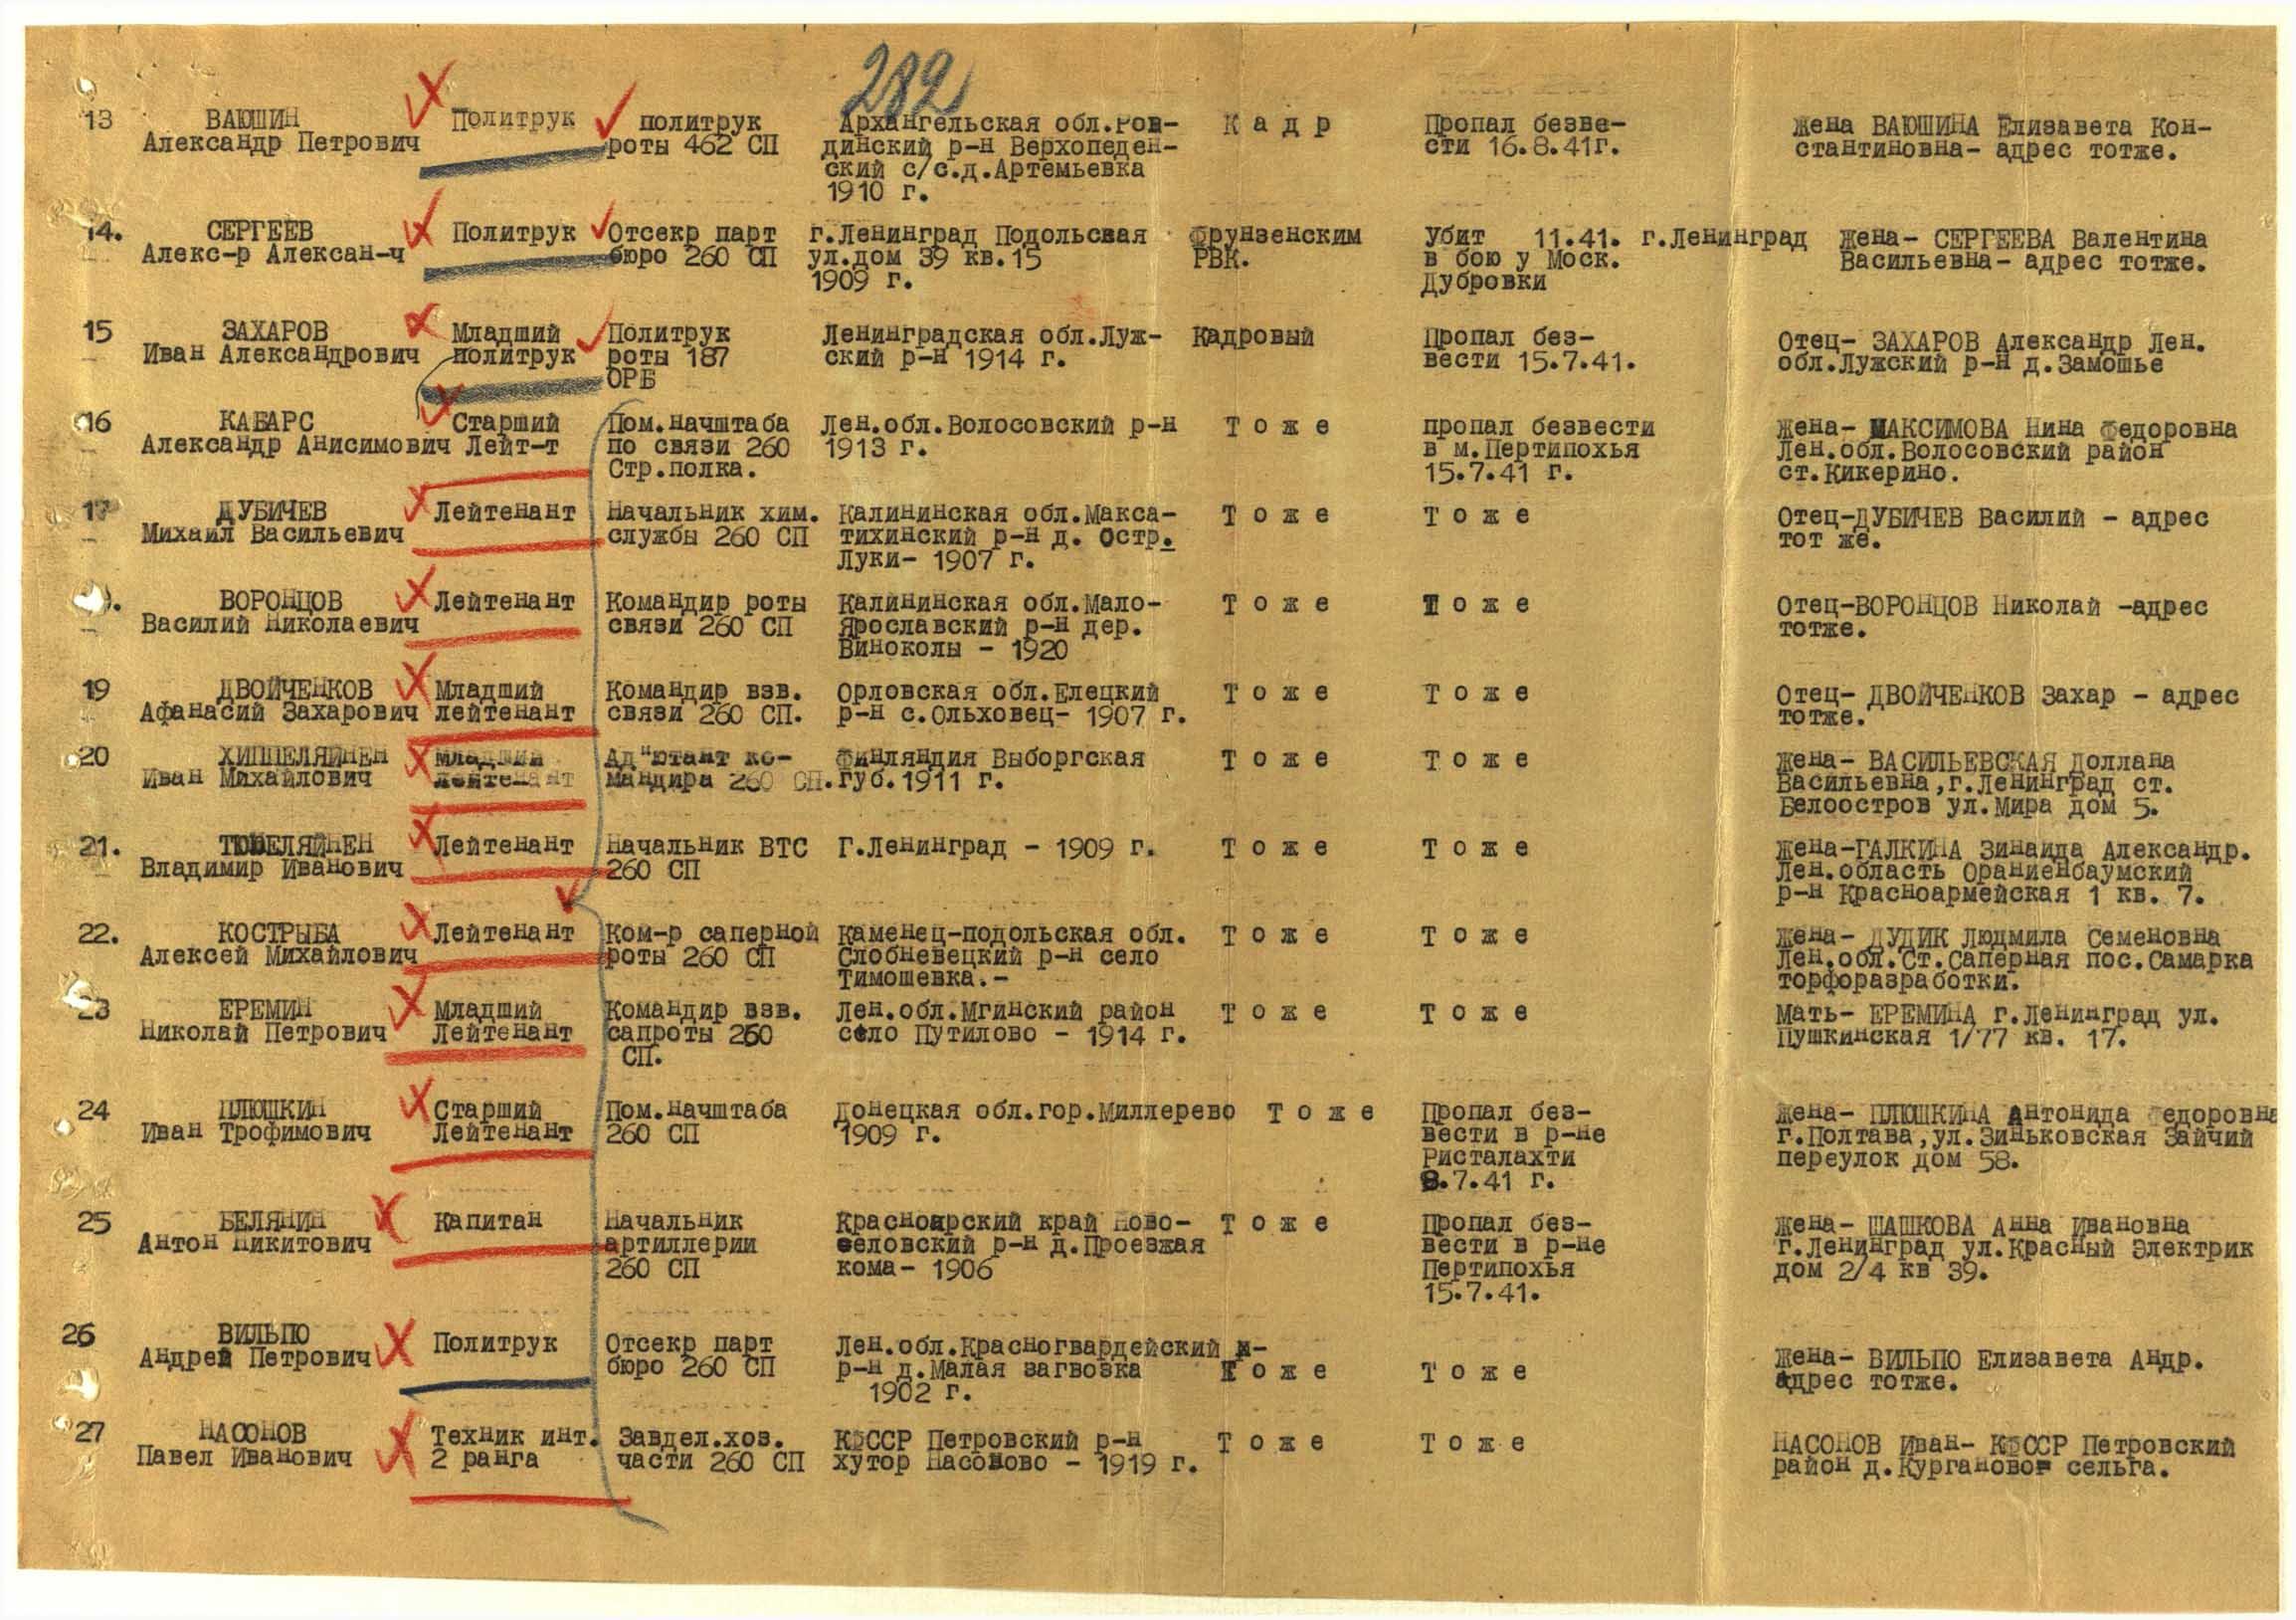 282
13 ВАЮШИН Александр Петрович
Политрук
политрук роты 462 СП
Архангельская обл.Ров-
динский р-н Верхопеден-
ский с/с.д.Артемьевка
1910 г.
К а д р
Пропал безве-
сти 16.8.41г.
жена ВАЮШИНА Елизавета Кон-
стантиновна- адрес тотже.
14. СЕРГЕЕВ
Алекс-р Алексан-ч
Политрук
Отсекр парт
бюро 260 СП
г.Ленинград Подольсвая
ул.дом 39 кв.15
1909 г.
Фрунзенским
РВК.
Убит 11.41. г.Ленинград
в бою у Моск.
Дубровки
жена- СЕРГЕЕВА Валентина
Васильевна- адрес тотже.
15 ЗАХАРОВ
Иван Александрович
Младший
политрук
Политрук
роты 187
ОРБ
Ленинградская обл.Луж-
ский р-н 1914 г.
Кадровый
Пропал без-
вести 15.7.41.
Отец- ЗАХАРОВ Александр Лен.
обл.Лужский р-н д.Замошье
16 КАБАРС
Александр Анисимович
Старший
Лейт-т
Пом.начштаба
по связи 260
Стр.полка.
Лен.обл.Волосовский р-н
1913 г.
Т о ж е
пропал безвести
в м.Пертипохья
15.7.41 г.
жена- МАКСИМОВА Нина Федоровна
Лен.обл.Волосовский район
ст.Кикерино.
17 ДУБИЧЕВ
Михаил Васильевич
Лейтенант
Начальник хим.
службы 260 СП
Калининская обл.Макса-
тихинский р-н д. Остр.
Луки- 1907 г.
Т о ж е
Т о ж е
Отец-ДУБИЧЕВ Василий - адрес
тот же.
ВОРОНЦОВ
Василий Николаевич
Лейтенант
Командир роты
связи 260 СП
Калининская обл.Мало-
Ярославский р-н дер.
Виноколы - 1920
Т о ж е
Т о ж е
Отец-ВОРОНЦОВ Николай -адрес
тотже.
19 ДВОЙЧЕНКОВ
Афанасий Захарович
Младший
лейтенант
Командир взв.
связи 260 СП.
Орловская обл.Елецкий
р-н с.Ольховец- 1907 г.
Т о ж е
Т о ж е
Отец- ДВОЙЧЕНКОВ Захар - адрес
тотже.
20 ХИППЕЛЯЙНЕН
Иван Михайлович
Младший
лейтенант
Ад"ютант ко-
мандира 260 СП.
Финляндия Выборгская
губ.1911 г.
Т о ж е
Т о ж е
жена- ВАСИЛЬЕВСКАЯ Доллана
Васильевна,г.Ленинград ст.
Белоостров ул.Мира дом 5.
21.
Владимир Иванович
Лейтенант
Начальник ВТС
260 СП
Г.Ленинград - 1909 г.
Т о ж е
Т о ж е
жена-ГАЛКИНА Зинаида Александр.
Лен.область Ораниенбаумский
р-н Красноармейская 1 кв. 7.
22. КОСТРЫБА
Алексей Михайлович
Лейтенант
Ком-р саперной
роты 260 СП
Каменец-подольская обл.
Слобневецкий р-н село
Тимошевка.-
Т о ж е
Т о ж е
жена- ДУДИК Людмила Семеновна
Лен.обл.Ст.Саперная пос.Самарка
торфоразработки.
23 ЕРЕМИН
Николай Петрович
Младший
Лейтенант
Командир взв.
сапроты 260
СП.
Лен.обл.Мгинский район
село Путилово - 1914 г.
Т о ж е
Т о ж е
Мать- ЕРЕМИНА г.Ленинград ул.
Пушкинская 1/77 кв. 17.
24 ПЛЮШКИН
Иван Трофимович
Старший
Лейтенант
Пом.начштаба
260 СП
Донецкая обл.гор.Миллерево
1909 г.
Т о ж е
Пропал без-
вести в р-не
Ристалахти
8.7.41 г.
жена- ПЛЮШКИНА Антонида Федоровна
г.Полтава,ул.Зиньковская Зайчий
переулок дом 58.
25 БЕЛЯНИН
Антон Никитович
Капитан
Начальник
артиллерии
260 СП
Красноярский край Ново-
селовский р-н д.Проезжая
кома- 1906
Т о ж е
Пропал без-
вести в р-не
Пертипохья
15.7.41.
жена- ШАШКОВА Анна Ивановна
г.Ленинград ул.Красный Электрик
дом 2/4 кв 39.
26 ВИЛЬПО
Андрей Петрович
Политрук
Отсекр парт
бюро 260 СП
Лен.обл.Красногвардейский
р-н д.Малая загвозка
1902 г.
Т о ж е
Т о ж е
жена- ВИЛЬПО Елизавета Андр.
адрес тотже.
27 НАСОНОВ
Павел Иванович
Техник инт.
2 ранга
Завдел.хоз.
части 260 СП
КФССР Петровский р-н
хутор Насоново - 1919 г.
Т о ж е
Т о ж е
НАСОНОВ Иван- КФССР Петровский
район д.Курганово сельга.